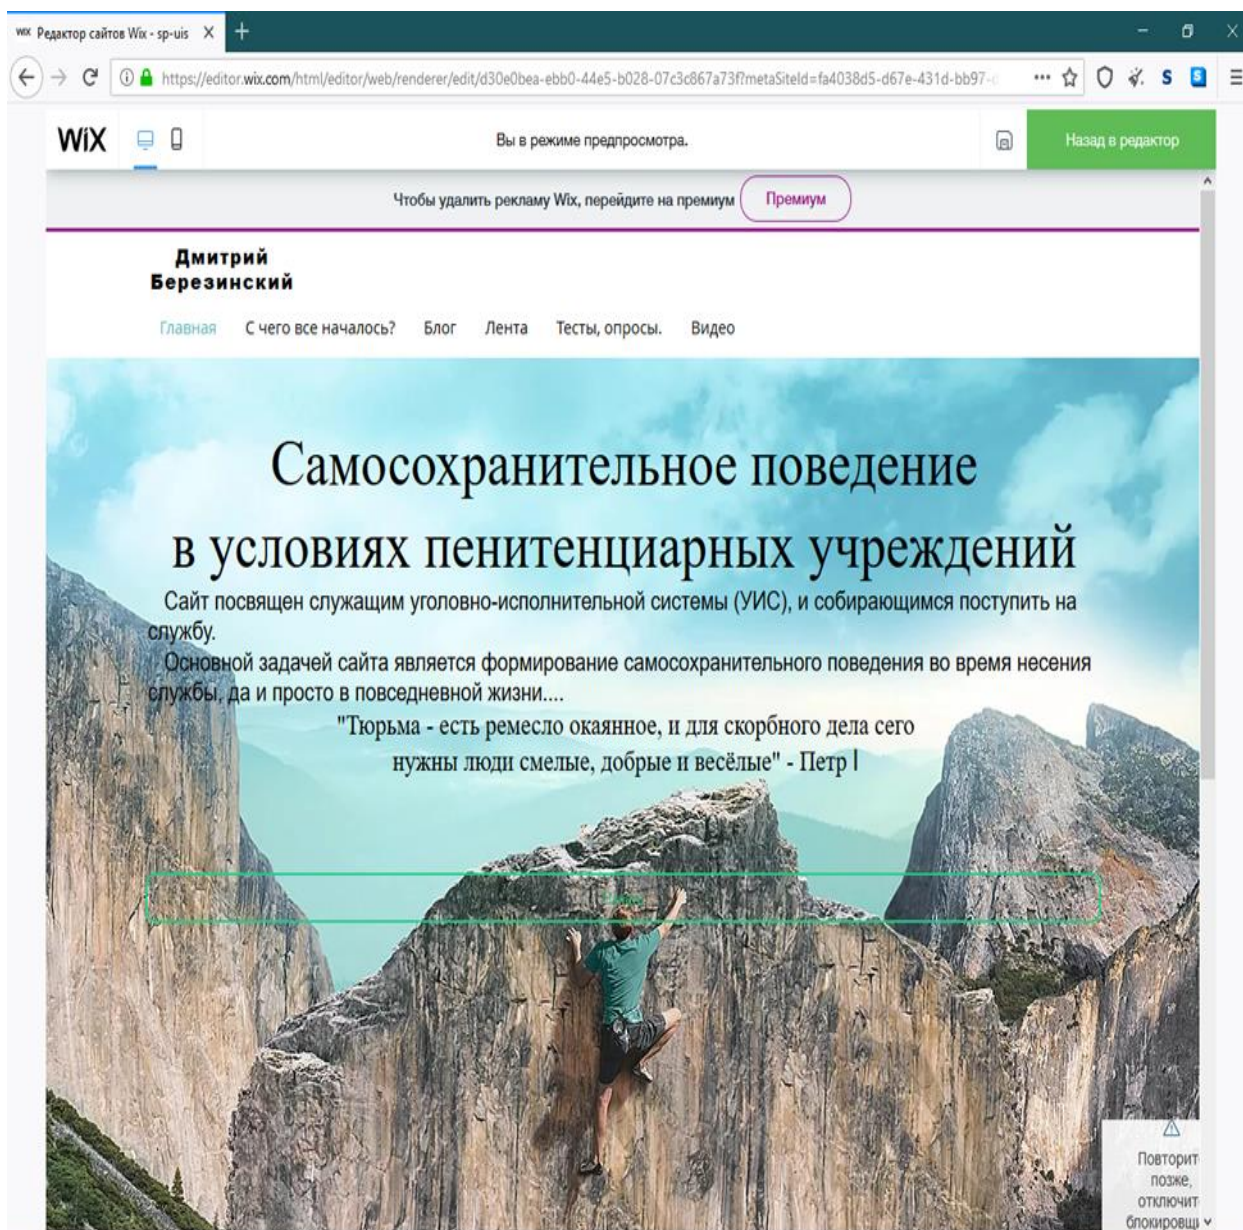 WIX Редактор сайтов Wix - sp-uis
https://editor.wix.com/html/editor/web/renderer/edit/d30e0bea-ebb0-44e5-b028-07c3c867a73f?metaSiteId=fa4038d5-d67e-431d-bb97-
S S
WiX
Вы в режиме предпросмотра.
Назад в редактор
Чтобы удалить рекламу Wix, перейдите на премиум Премиум
Дмитрий
Березинский
Главная С чего все началось? Блог Лента Тесты, опросы. Видео
Самосохранительное поведение
в условиях пенитенциарных учреждений
Сайт посвящен служащим уголовно-исполнительной системы (УИС), и собирающимся поступить на
службу.
Основной задачей сайта является формирование самосохранительного поведения во время несения
службы, да и просто в повседневной жизни....
"Тюрьма - есть ремесло окаянное, и для скорбного дела сего
нужны люди смелые, добрые и весёлые" - Петр I
Повторит
позже,
отключит
блокировщ